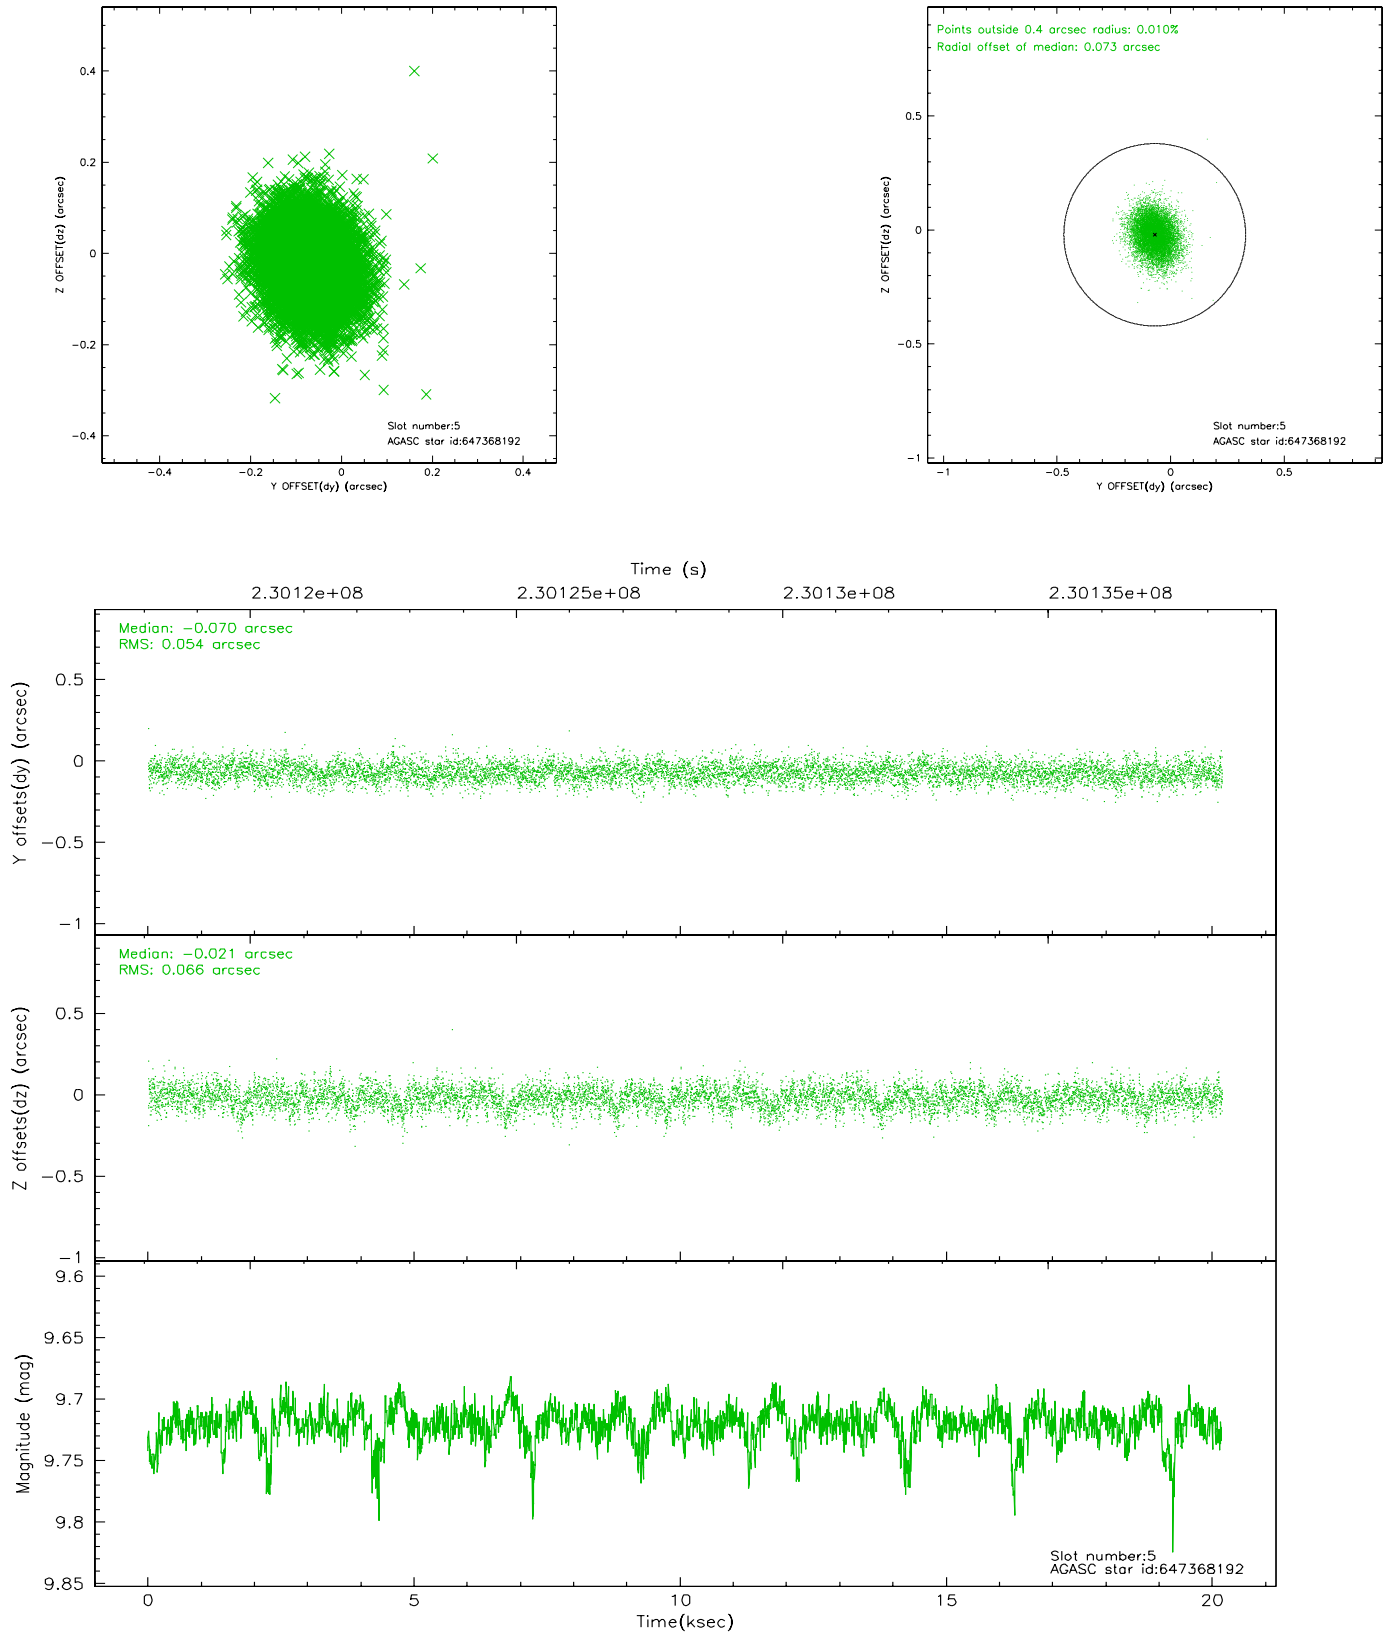 0.4
0.2
0
−0.2
−0.4
Z OFFSET(dz) (arcsec)
Slot number:5
AGASC star id:647368192
−0.4 −0.2 0 0.2 0.4
Y OFFSET(dy) (arcsec)
Points outside 0.4 arcsec radius: 0.010%
Radial offset of median: 0.073 arcsec
0.5
0
−0.5
−1
Z OFFSET(dz) (arcsec)
Slot number:5
AGASC star id:647368192
−1 −0.5 0 0.5
Y OFFSET(dy) (arcsec)
Time (s)
2.3012e+08 2.30125e+08 2.3013e+08 2.30135e+08
Median: −0.070 arcsec
RMS: 0.054 arcsec
0.5
0
−0.5
−1
Y offsets(dy) (arcsec)
Median: −0.021 arcsec
RMS: 0.066 arcsec
0.5
0
−0.5
−1
Z offsets(dz) (arcsec)
9.6
9.65
9.7
9.75
9.8
9.85
Magnitude (mag)
Slot number:5
AGASC star id:647368192
0 5 10 15 20
Time(ksec)